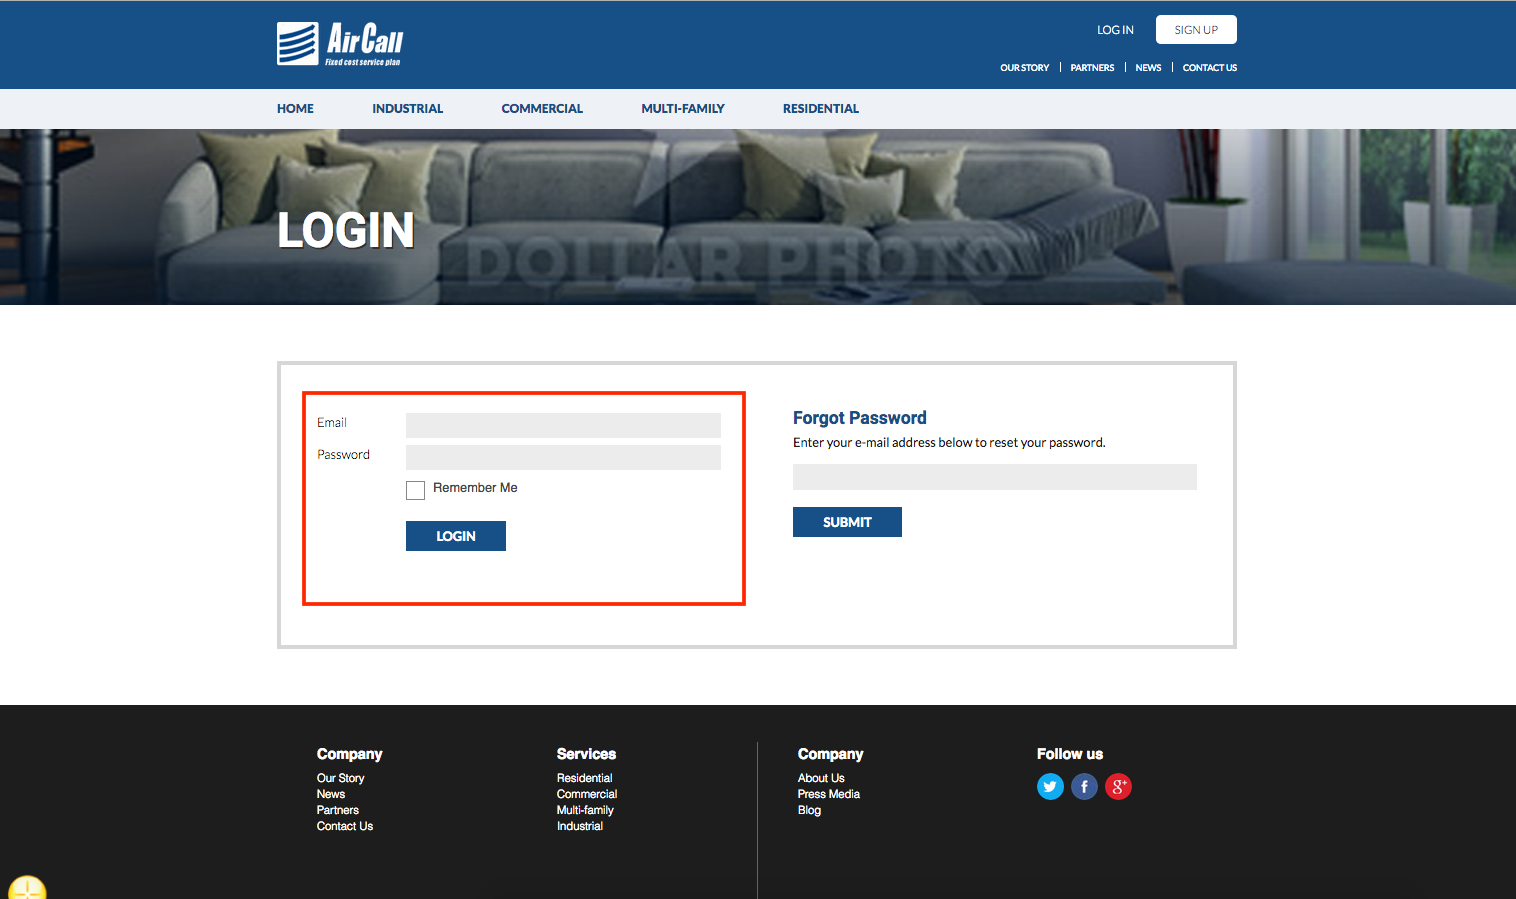 AirCall
Fixed cost service plan
LOG IN
SIGN UP
OUR STORY
PARTNERS
NEWS
CONTACT US
HOME
INDUSTRIAL
COMMERCIAL
MULTI-FAMILY
RESIDENTIAL
LOGIN
DOLLAR PHOTO
Email
Password
Remember Me
LOGIN
Forgot Password
Enter your e-mail address below to reset your password.
SUBMIT
Company
Our Story
News
Partners
Contact Us
Services
Residential
Commercial
Multi-family
Industrial
Company
About Us
Press Media
Blog
Follow us
f
g+